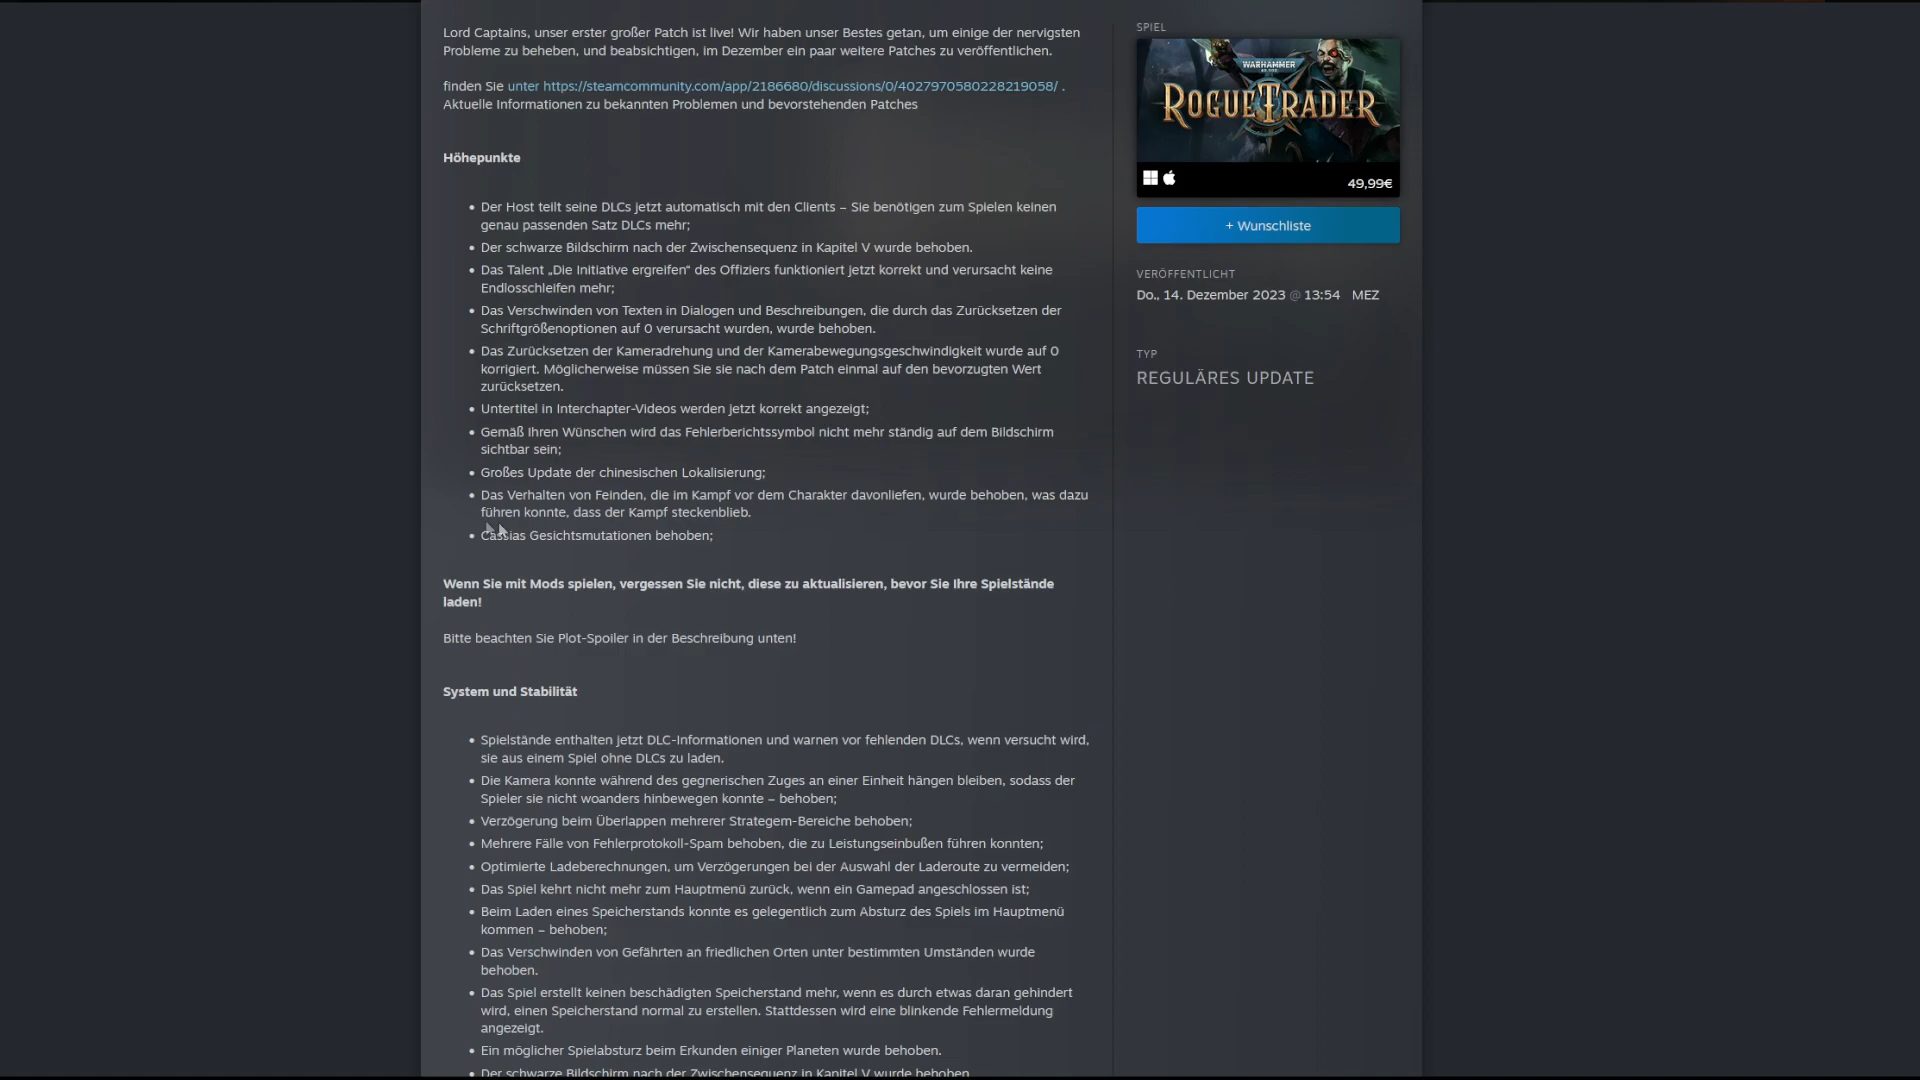 Lord Captains, unser erster großer Patch ist live! Wir haben unser Bestes getan, um einige der nervigsten
Probleme zu beheben, und beabsichtigen, im Dezember ein paar weitere Patches zu veröffentlichen.
finden Sie unter https://steamcommunity.com/app/2186680/discussions/0/4027970580228219058/ .
Aktuelle Informationen zu bekannten Problemen und bevorstehenden Patches
Höhepunkte
• Der Host teilt seine DLCs jetzt automatisch mit den Clients – Sie benötigen zum Spielen keinen
genau passenden Satz DLCs mehr;
• Der schwarze Bildschirm nach der Zwischensequenz in Kapitel V wurde behoben.
• Das Talent „Die Initiative ergreifen“ des Offiziers funktioniert jetzt korrekt und verursacht keine
Endlosschleifen mehr;
• Das Verschwinden von Texten in Dialogen und Beschreibungen, die durch das Zurücksetzen der
Schriftgrößenoptionen auf 0 verursacht wurden, wurde behoben.
• Das Zurücksetzen der Kameradrehung und der Kamerabewegungsgeschwindigkeit wurde auf 0
korrigiert. Möglicherweise müssen Sie sie nach dem Patch einmal auf den bevorzugten Wert
zurücksetzen.
• Untertitel in Interchapter-Videos werden jetzt korrekt angezeigt;
• Gemäß Ihren Wünschen wird das Fehlerberichtssymbol nicht mehr ständig auf dem Bildschirm
sichtbar sein;
• Großes Update der chinesischen Lokalisierung;
• Das Verhalten von Feinden, die im Kampf vor dem Charakter davonliefen, wurde behoben, was dazu
führen konnte, dass der Kampf steckenblieb.
• Cassias Gesichtsmutationen behoben;
Wenn Sie mit Mods spielen, vergessen Sie nicht, diese zu aktualisieren, bevor Sie Ihre Spielstände
laden!
Bitte beachten Sie Plot-Spoiler in der Beschreibung unten!
System und Stabilität
• Spielstände enthalten jetzt DLC-Informationen und warnen vor fehlenden DLCs, wenn versucht wird,
sie aus einem Spiel ohne DLCs zu laden.
• Die Kamera konnte während des gegnerischen Zuges an einer Einheit hängen bleiben, sodass der
Spieler sie nicht woanders hinbewegen konnte – behoben;
• Verzögerung beim Überlappen mehrerer Strategem-Bereiche behoben;
• Mehrere Fälle von Fehlerprotokoll-Spam behoben, die zu Leistungseinbußen führen konnten;
• Optimierte Ladeberechnungen, um Verzögerungen bei der Auswahl der Laderoute zu vermeiden;
• Das Spiel kehrt nicht mehr zum Hauptmenü zurück, wenn ein Gamepad angeschlossen ist;
• Beim Laden eines Speicherstands konnte es gelegentlich zum Absturz des Spiels im Hauptmenü
kommen – behoben;
• Das Verschwinden von Gefährten an friedlichen Orten unter bestimmten Umständen wurde
behoben.
• Das Spiel erstellt keinen beschädigten Speicherstand mehr, wenn es durch etwas daran gehindert
wird, einen Speicherstand normal zu erstellen. Stattdessen wird eine blinkende Fehlermeldung
angezeigt.
• Ein möglicher Spielabsturz beim Erkunden einiger Planeten wurde behoben.
• Der schwarze Bildschirm nach der Zwischensequenz in Kapitel V wurde behoben.
SPIEL
WARHAMMER
ROGUE TRADER
49,99€
+ Wunschliste
VERÖFFENTLICHT
Do., 14. Dezember 2023 @ 13:54 MEZ
TYP
REGULÄRES UPDATE